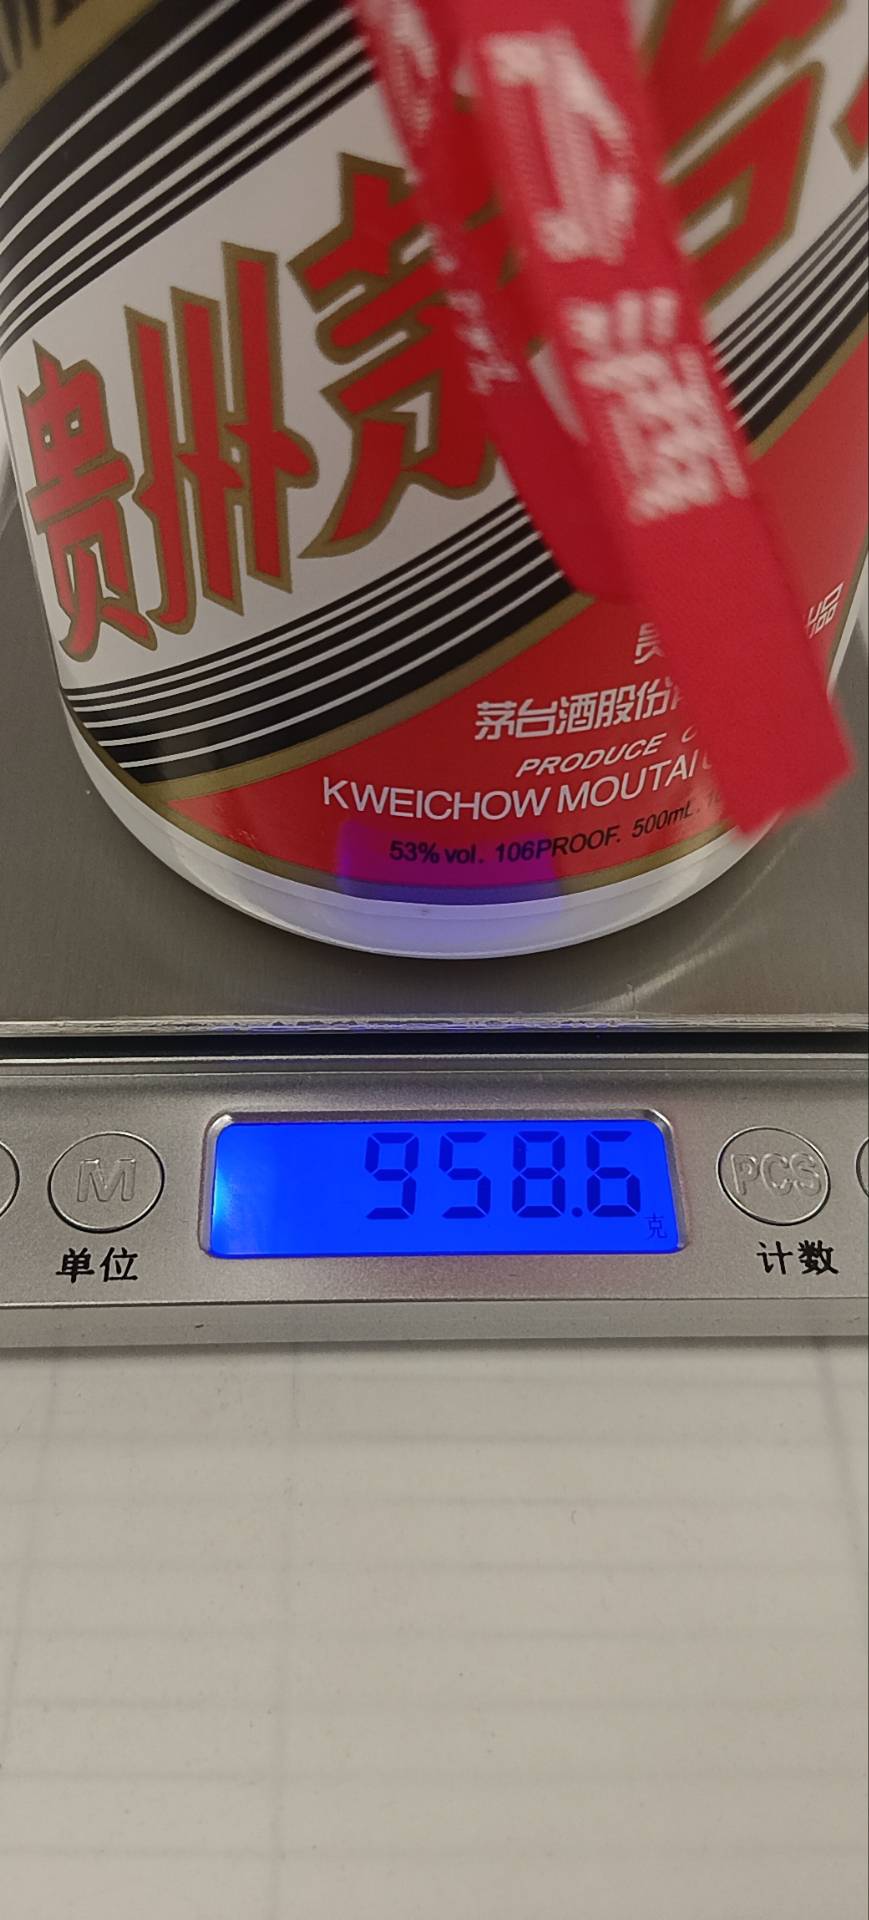 贵州茅台
茅台酒股份
PRODUCE
KWEICHOW MOUTAI
53% vol. 106PROOF. 500mL.
958.6
克
M
PCS
单位
计数